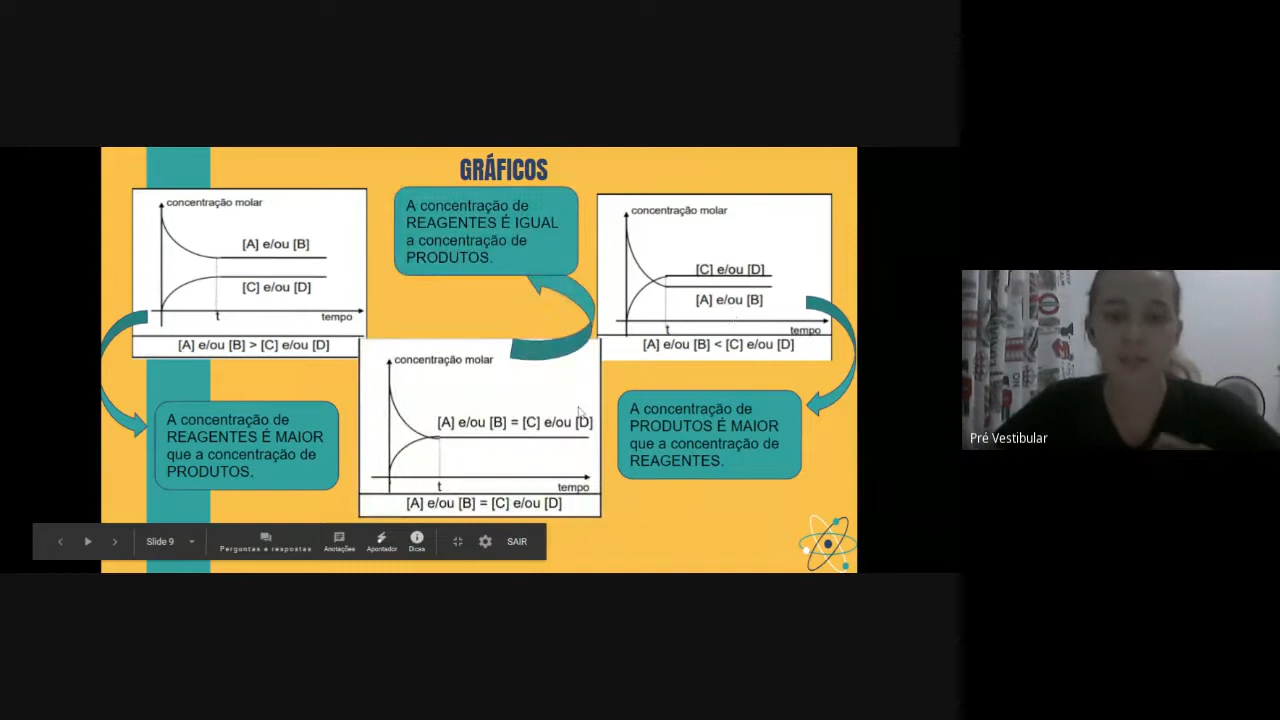 GRÁFICOS
concentração molar
[A] e/ou [B]
[C] e/ou [D]
t
tempo
[A] e/ou [B] > [C] e/ou [D]
A concentração de
REAGENTES É IGUAL
a concentração de
PRODUTOS.
concentração molar
[C] e/ou [D]
[A] e/ou [B]
t
tempo
[A] e/ou [B] < [C] e/ou [D]
concentração molar
[A] e/ou [B] = [C] e/ou [D]
t
tempo
[A] e/ou [B] = [C] e/ou [D]
A concentração de
REAGENTES É MAIOR
que a concentração de
PRODUTOS.
A concentração de
PRODUTOS É MAIOR
que a concentração de
REAGENTES.
Slide 9
Perguntas e respostas
Anotações
Apontador
Dicas
SAIR
Pré Vestibular